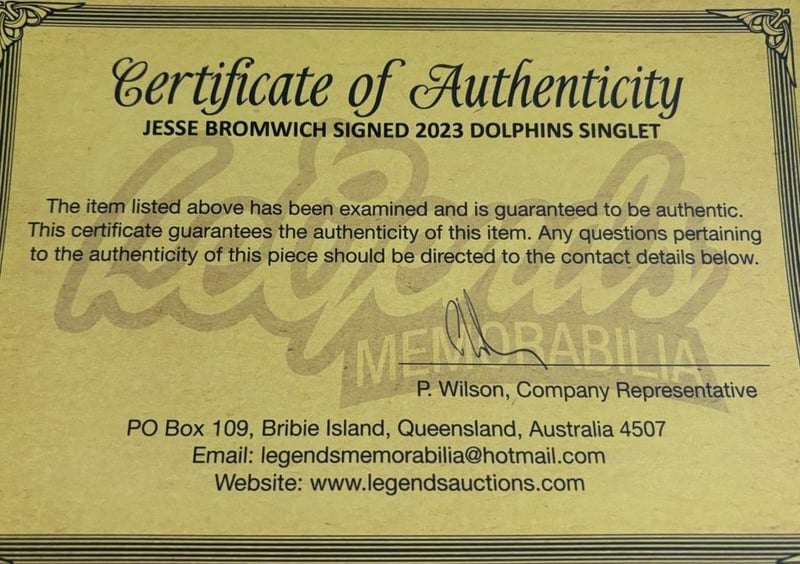 Certificate of Authenticity
JESSE BROMWICH SIGNED 2023 DOLPHINS SINGLET
Legends
MEMORABILIA
The item listed above has been examined and is guaranteed to be authentic.
This certificate guarantees the authenticity of this item. Any questions pertaining
to the authenticity of this piece should be directed to the contact details below.
P. Wilson, Company Representative
PO Box 109, Bribie Island, Queensland, Australia 4507
Email: legendsmemorabilia@hotmail.com
Website: www.legendsauctions.com